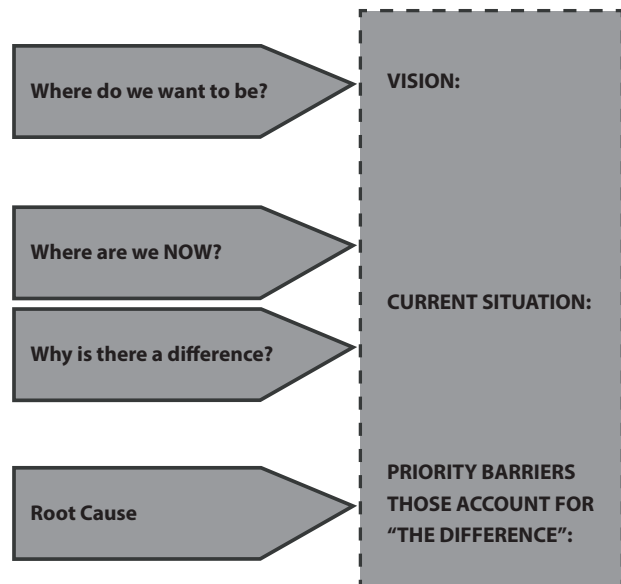 Where do we want to be?
VISION:
Where are we NOW?
CURRENT SITUATION:
Why is there a difference?
Root Cause
PRIORITY BARRIERS
THOSE ACCOUNT FOR
“THE DIFFERENCE”: